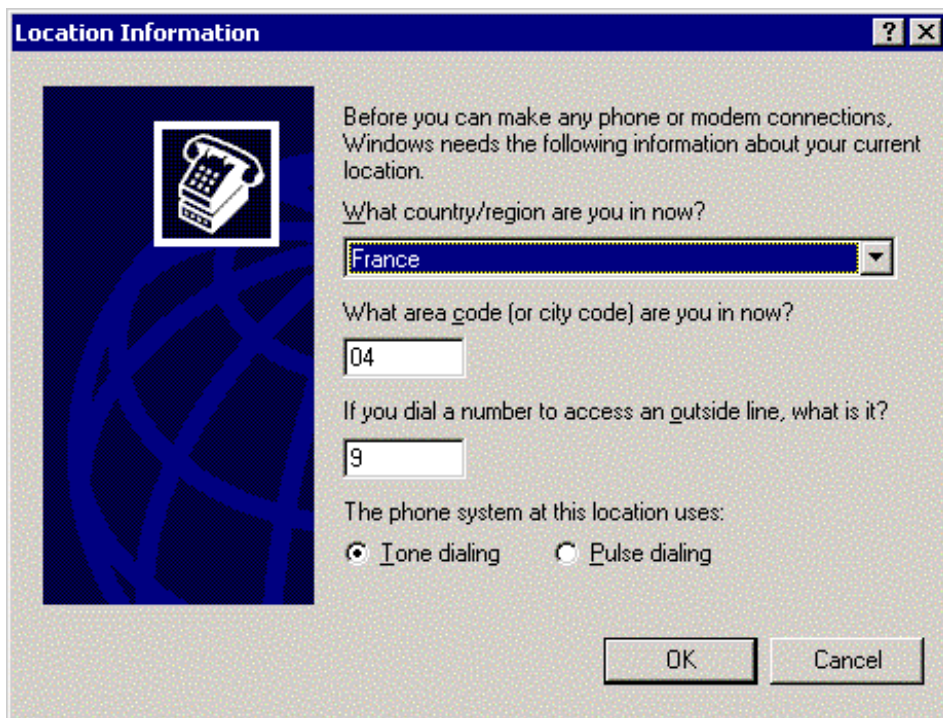 Location Information
Before you can make any phone or modem connections,
Windows needs the following information about your current
location.
What country/region are you in now?
France
What area code (or city code) are you in now?
04
If you dial a number to access an outside line, what is it?
9
The phone system at this location uses:
Tone dialing Pulse dialing
OK Cancel